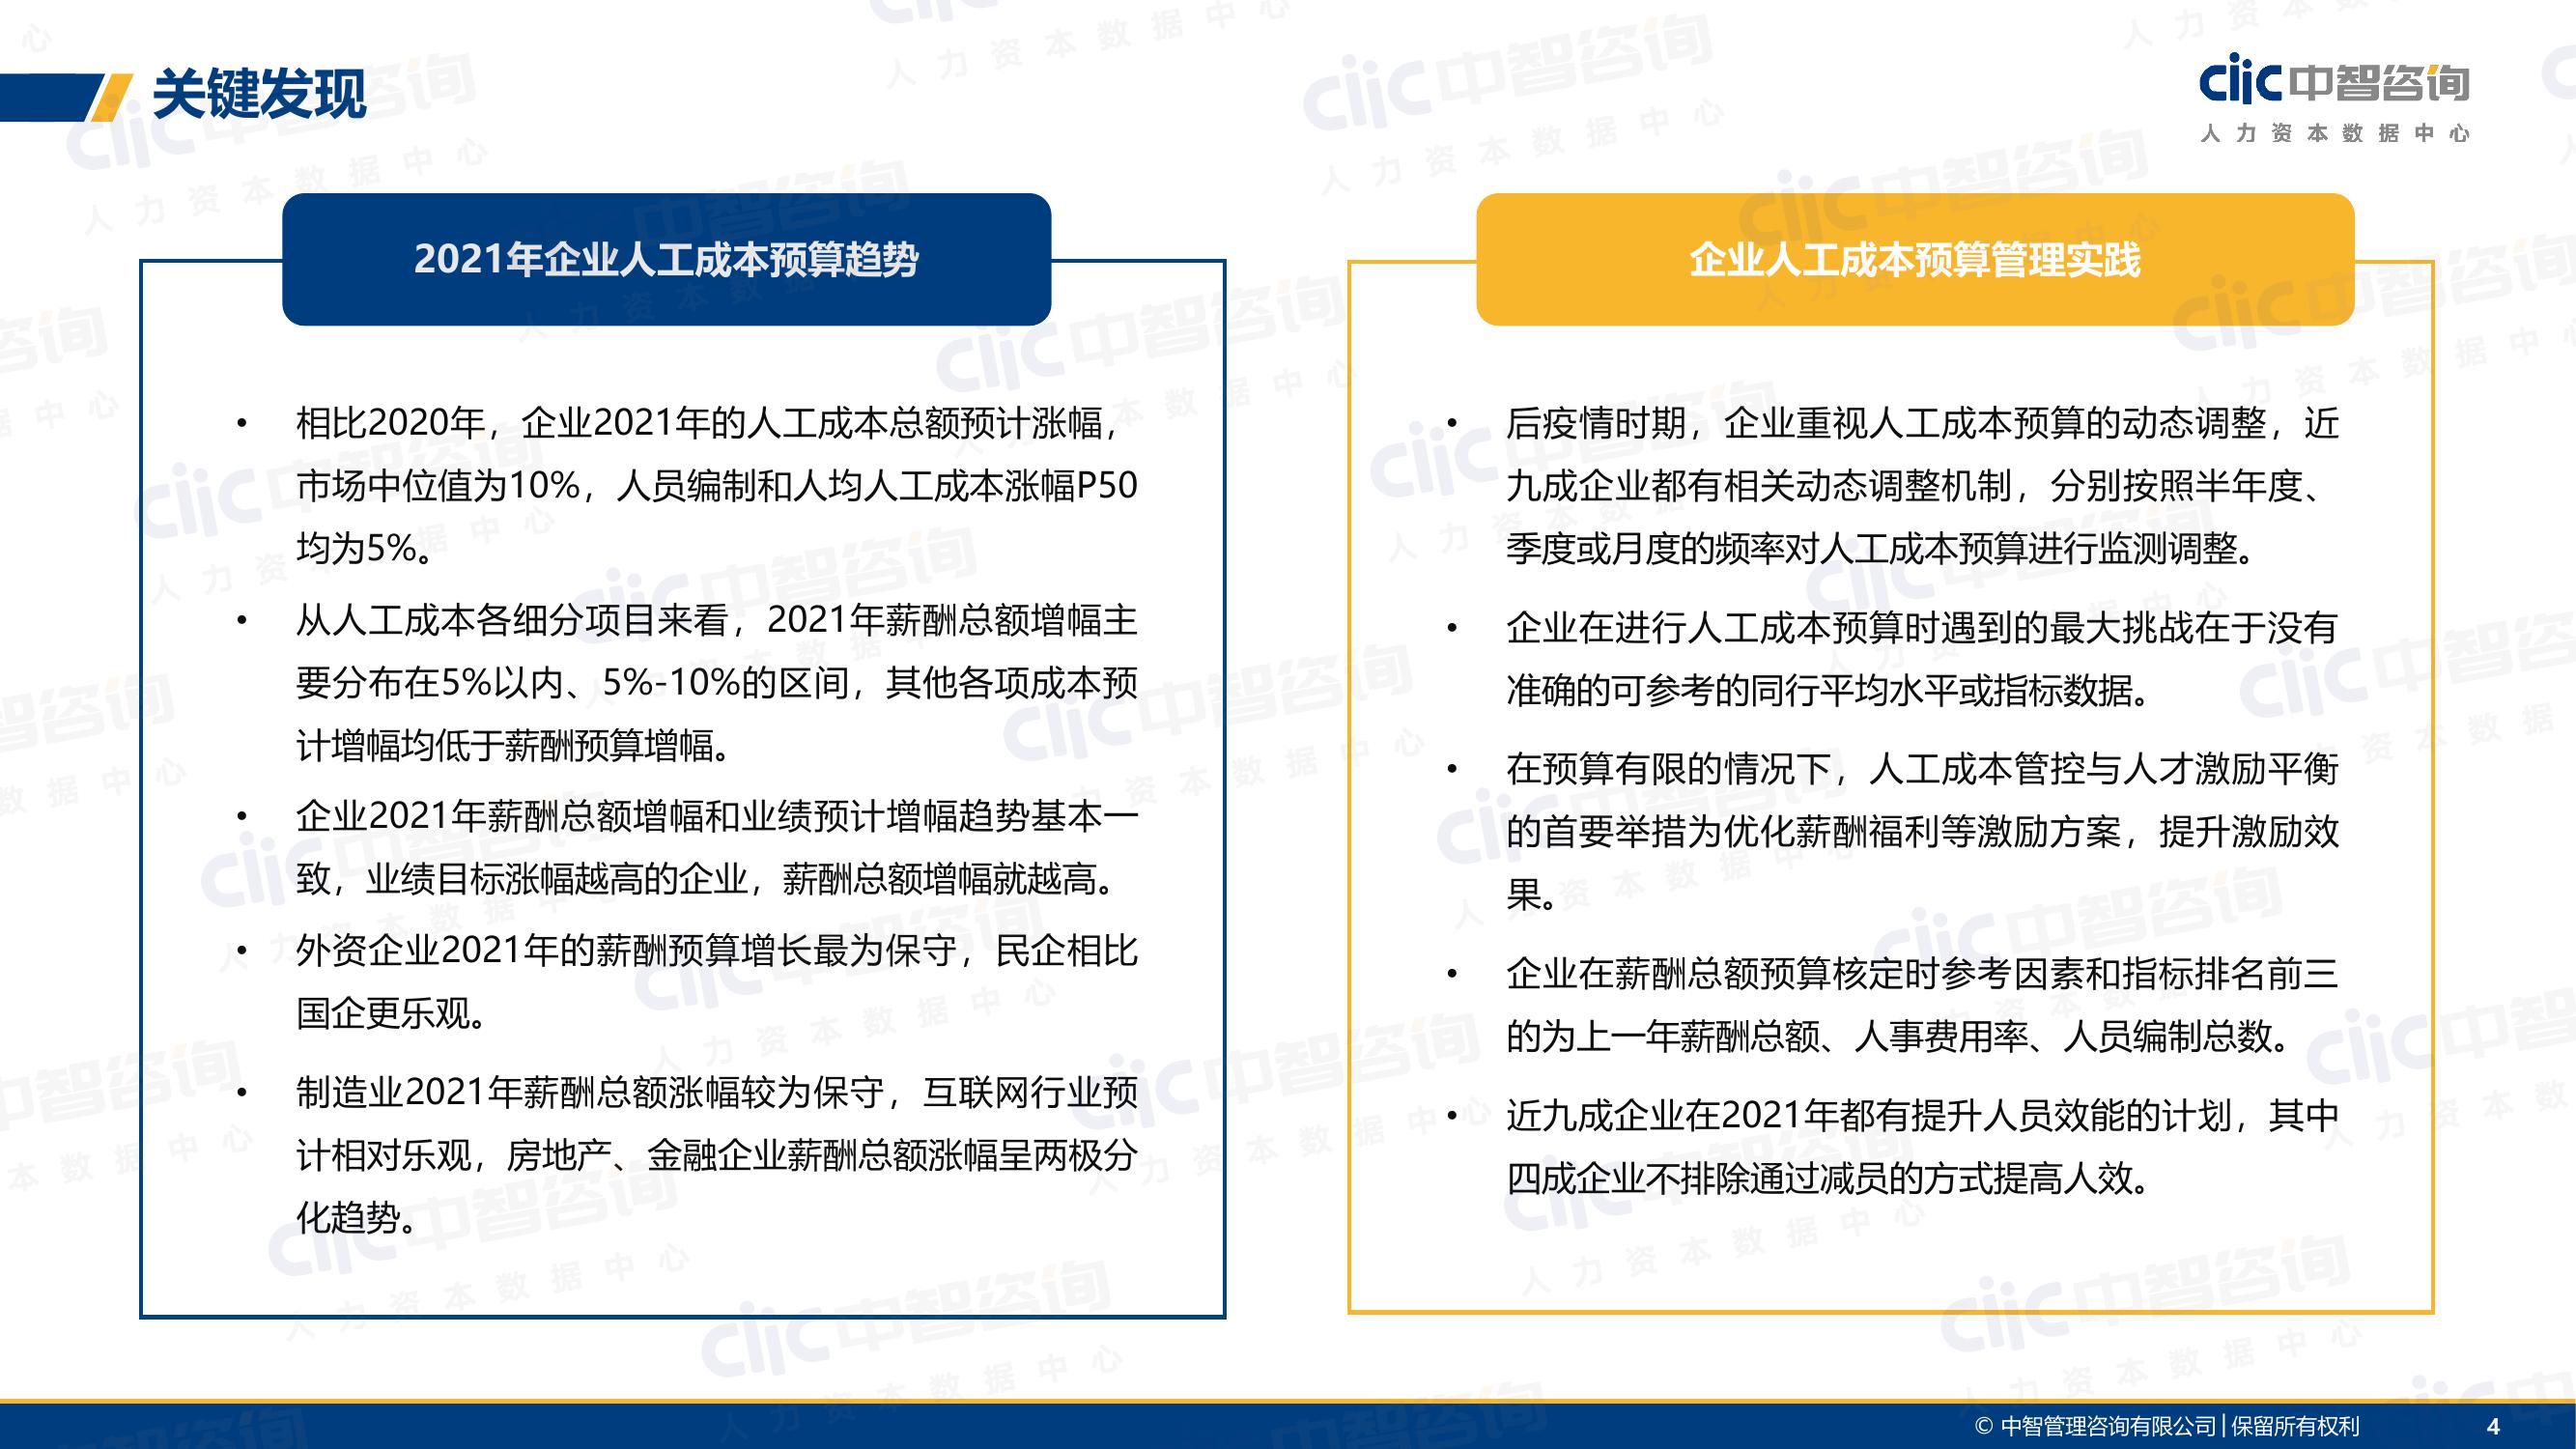 关键发现
ciic中智咨询
人力资本数据中心
2021年企业人工成本预算趋势
• 相比2020年，企业2021年的人工成本总额预计涨幅，
市场中位值为10%，人员编制和人均人工成本涨幅P50
均为5%。
• 从人工成本各细分项目来看，2021年薪酬总额增幅主
要分布在5%以内、5%-10%的区间，其他各项成本预
计增幅均低于薪酬预算增幅。
• 企业2021年薪酬总额增幅和业绩预计增幅趋势基本一
致，业绩目标涨幅越高的企业，薪酬总额增幅就越高。
• 外资企业2021年的薪酬预算增长最为保守，民企相比
国企更乐观。
• 制造业2021年薪酬总额涨幅较为保守，互联网行业预
计相对乐观，房地产、金融企业薪酬总额涨幅呈两极分
化趋势。
企业人工成本预算管理实践
• 后疫情时期，企业重视人工成本预算的动态调整，近
九成企业都有相关动态调整机制，分别按照半年度、
季度或月度的频率对人工成本预算进行监测调整。
• 企业在进行人工成本预算时遇到的最大挑战在于没有
准确的可参考的同行平均水平或指标数据。
• 在预算有限的情况下，人工成本管控与人才激励平衡
的首要举措为优化薪酬福利等激励方案，提升激励效
果。
• 企业在薪酬总额预算核定时参考因素和指标排名前三
的为上一年薪酬总额、人事费用率、人员编制总数。
• 近九成企业在2021年都有提升人员效能的计划，其中
四成企业不排除通过减员的方式提高人效。
© 中智管理咨询有限公司│保留所有权利
4